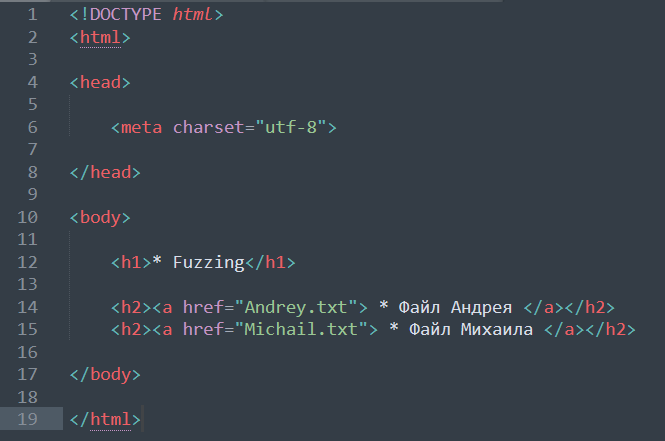 1 <!DOCTYPE html>
2 <html>
3
4 <head>
5
6 <meta charset="utf-8">
7
8 </head>
9
10 <body>
11
12 <h1>* Fuzzing</h1>
13
14 <h2><a href="Andrey.txt"> * Файл Андрея </a></h2>
15 <h2><a href="Michail.txt"> * Файл Михаила </a></h2>
16
17 </body>
18
19 </html>